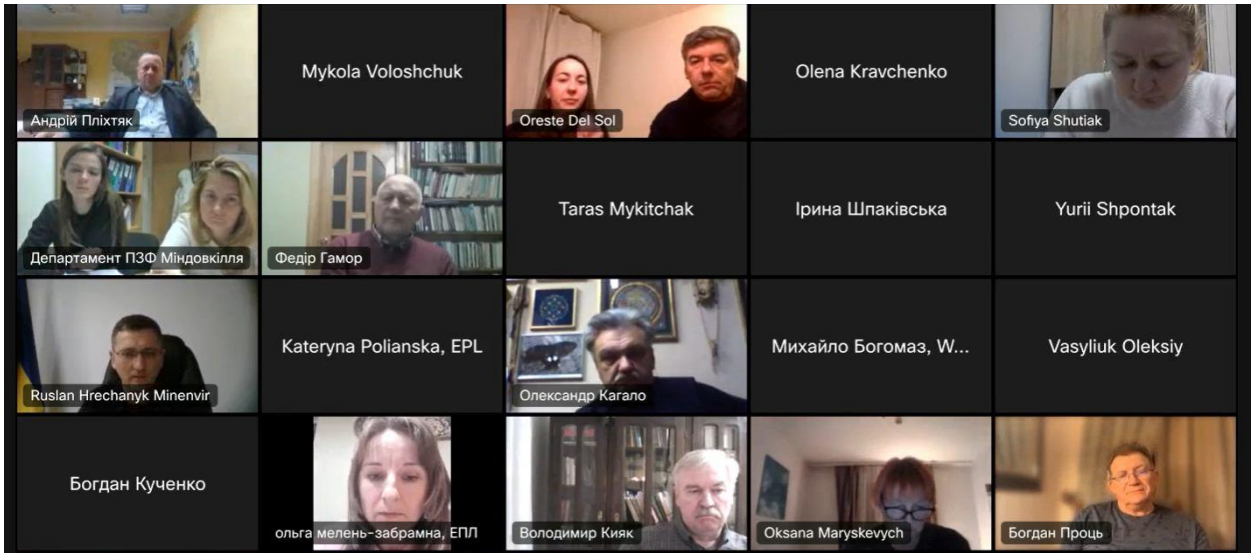 Андрій Пліхтяк
Mykola Voloshchuk
Oreste Del Sol
Olena Kravchenko
Sofiya Shutiak
Департамент ПЗФ Міндовкілля
Федір Гамор
Taras Mykitchak
Ірина Шпаківська
Yurii Shpontak
Ruslan Hrechanyk Minenvir
Kateryna Polianska, EPL
Олександр Кагало
Михайло Богомаз, W...
Vasyliuk Oleksiy
Богдан Кученко
ольга мелень-забрамна, ЕПЛ
Володимир Кияк
Oksana Maryskevych
Богдан Проць